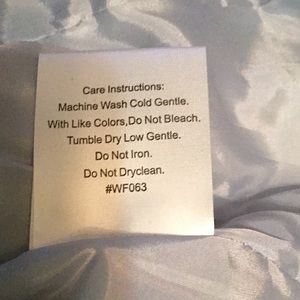 Care Instructions:
Machine Wash Cold Gentle.
With Like Colors,Do Not Bleach.
Tumble Dry Low Gentle.
Do Not Iron.
Do Not Dryclean.
#WF063